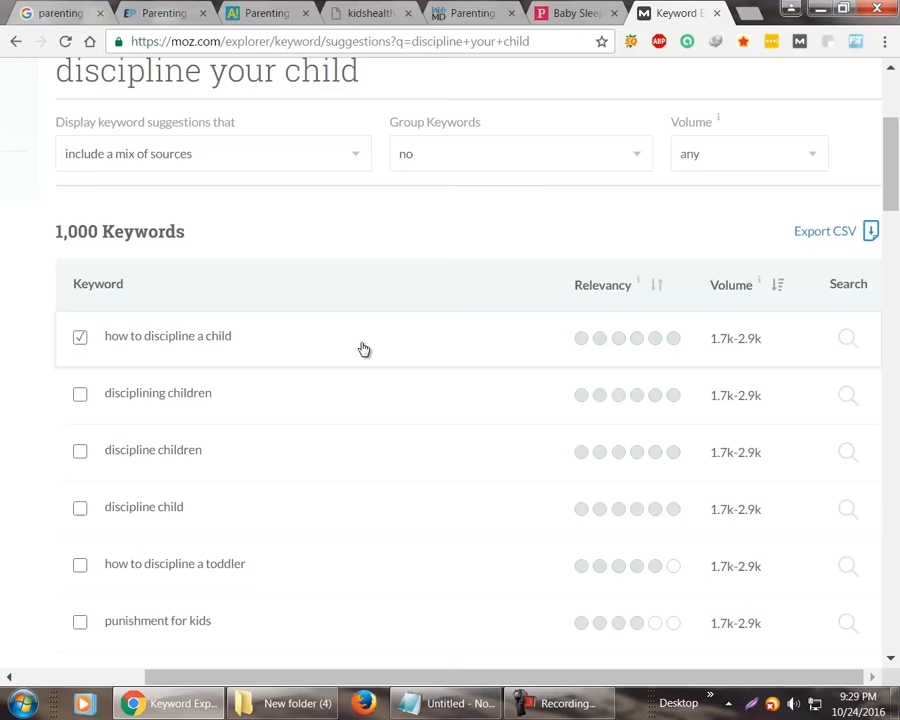 parenting
Parenting
Parenting
kidshealth
Parenting
Baby Sleep
Keyword E
https://moz.com/explorer/keyword/suggestions?q=discipline+your+child
discipline your child
Display keyword suggestions that
Group Keywords
Volume
include a mix of sources
no
any
1,000 Keywords
Export CSV
Keyword
Relevancy
Volume
Search
how to discipline a child
1.7k-2.9k
disciplining children
1.7k-2.9k
discipline children
1.7k-2.9k
discipline child
1.7k-2.9k
how to discipline a toddler
1.7k-2.9k
punishment for kids
1.7k-2.9k
Keyword Exp...
New folder (4)
Untitled - No...
Recording...
Desktop
9:29 PM
10/24/2016